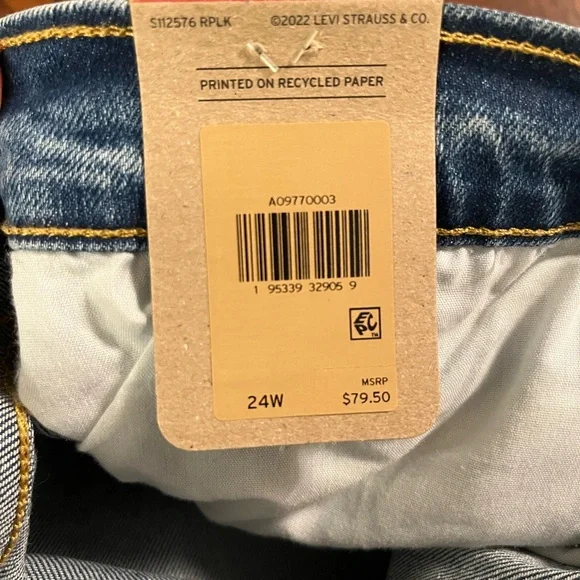 S112576 RPLK ©2022 LEVI STRAUSS & CO.
PRINTED ON RECYCLED PAPER
A09770003
1 95339 32905 9
EPC™
MSRP
24W $79.50